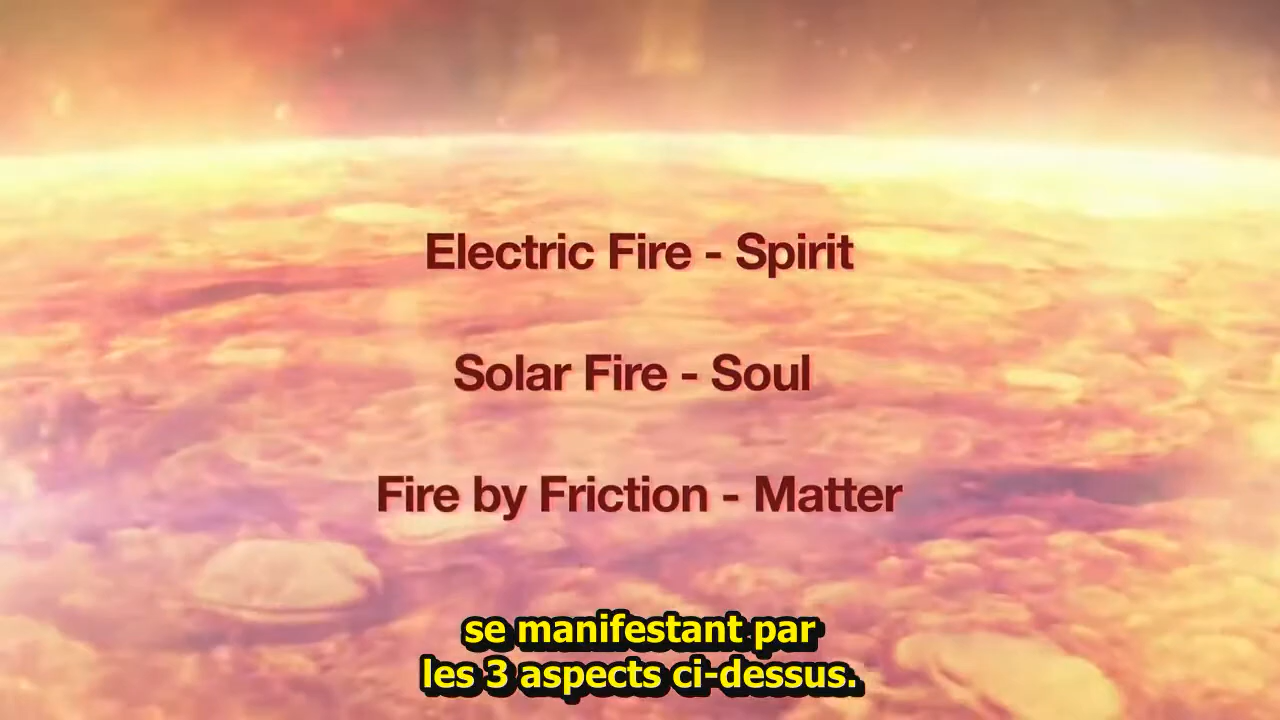 Electric Fire - Spirit
Solar Fire - Soul
Fire by Friction - Matter
se manifestant par
les 3 aspects ci-dessus.